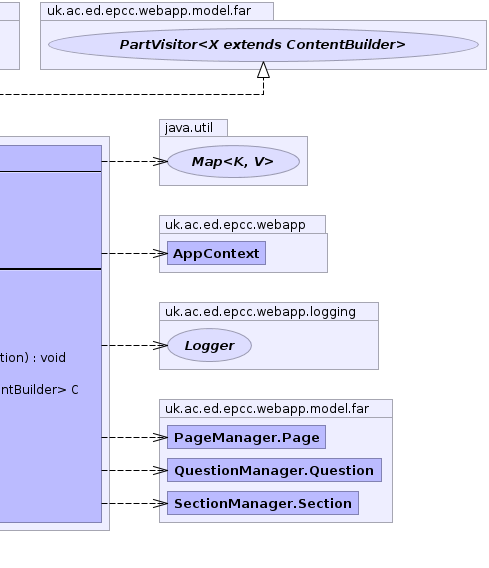 uk.ac.ed.epcc.webapp.model.far
PartVisitor<X extends ContentBuilder>
java.util
Map<K, V>
uk.ac.ed.epcc.webapp
AppContext
uk.ac.ed.epcc.webapp.logging
Logger
tion) : void
ntBuilder> C
uk.ac.ed.epcc.webapp.model.far
PageManager.Page
QuestionManager.Question
SectionManager.Section